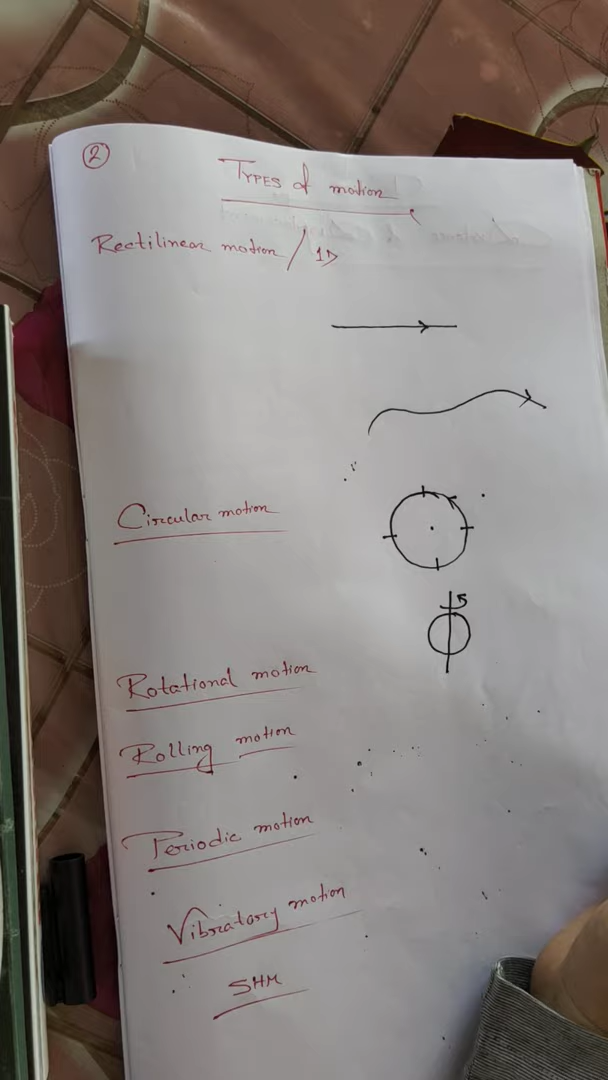 2
TYPES of motion
Rectilinear motion / 1D
Circular motion
Rotational motion
Rolling motion
Periodic motion
Vibratory motion
SHM